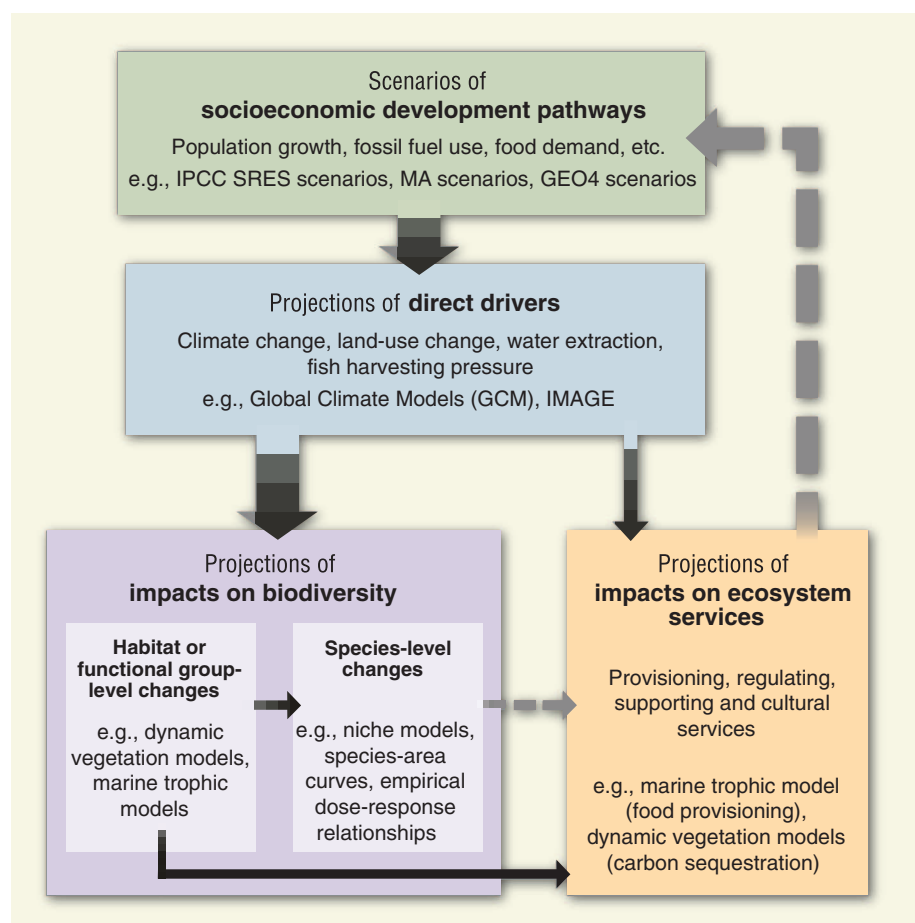 Scenarios of
socioeconomic development pathways
Population growth, fossil fuel use, food demand, etc.
e.g., IPCC SRES scenarios, MA scenarios, GEO4 scenarios
Projections of direct drivers
Climate change, land-use change, water extraction,
fish harvesting pressure
e.g., Global Climate Models (GCM), IMAGE
Projections of
impacts on biodiversity
Habitat or
functional group-
level changes
e.g., dynamic
vegetation models,
marine trophic
models
Species-level
changes
e.g., niche models,
species-area
curves, empirical
dose-response
relationships
Projections of
impacts on ecosystem
services
Provisioning, regulating,
supporting and cultural
services
e.g., marine trophic model
(food provisioning),
dynamic vegetation models
(carbon sequestration)